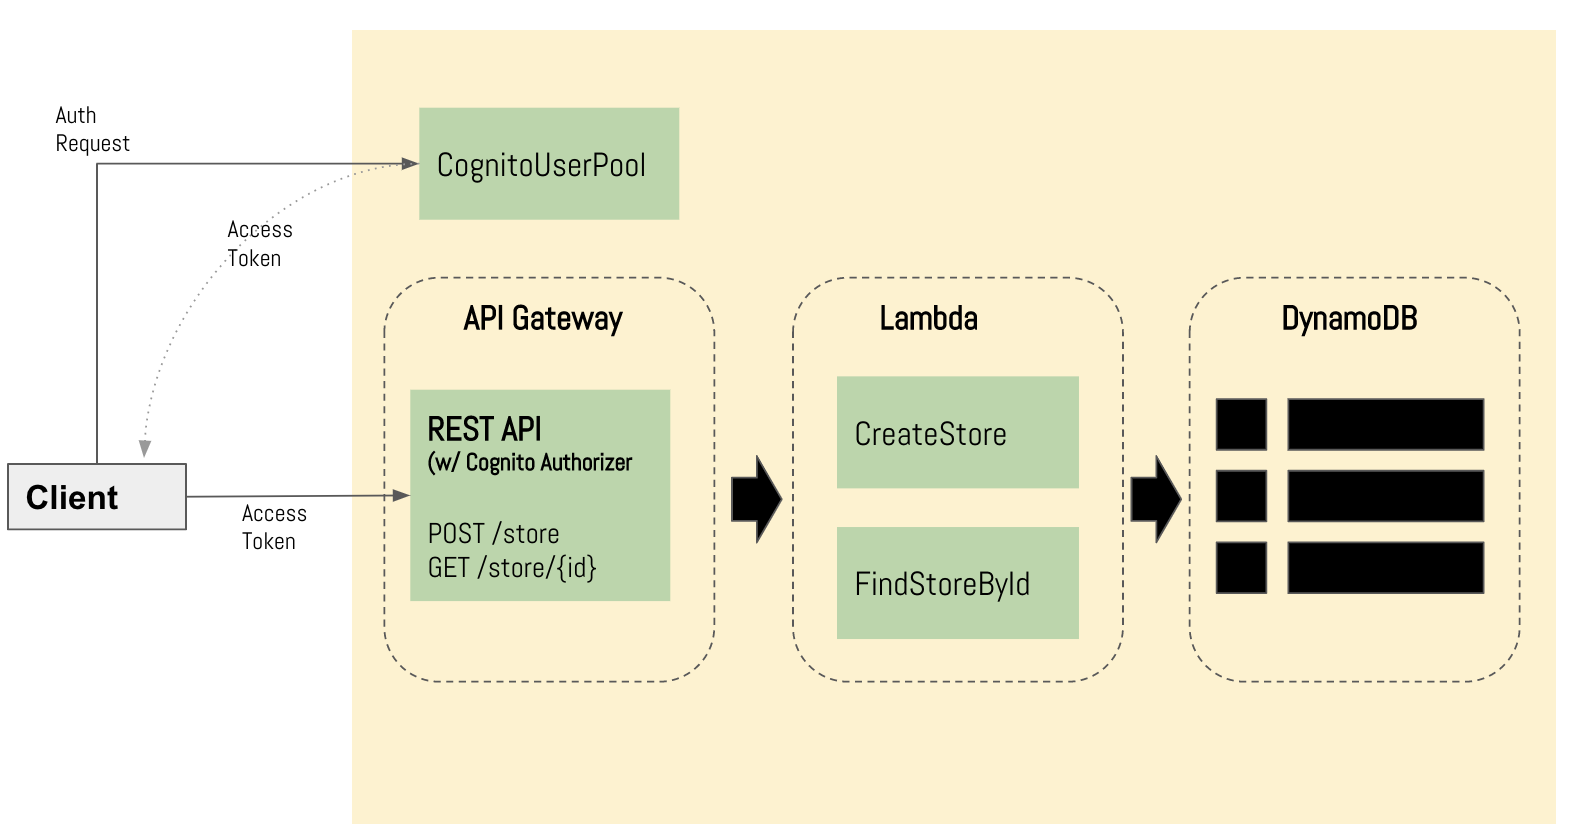 Auth
Request
CognitoUserPool
Access
Token
API Gateway
Lambda
DynamoDB
REST API
(w/ Cognito Authorizer
POST /store
GET /store/{id}
CreateStore
FindStoreById
Client
Access
Token